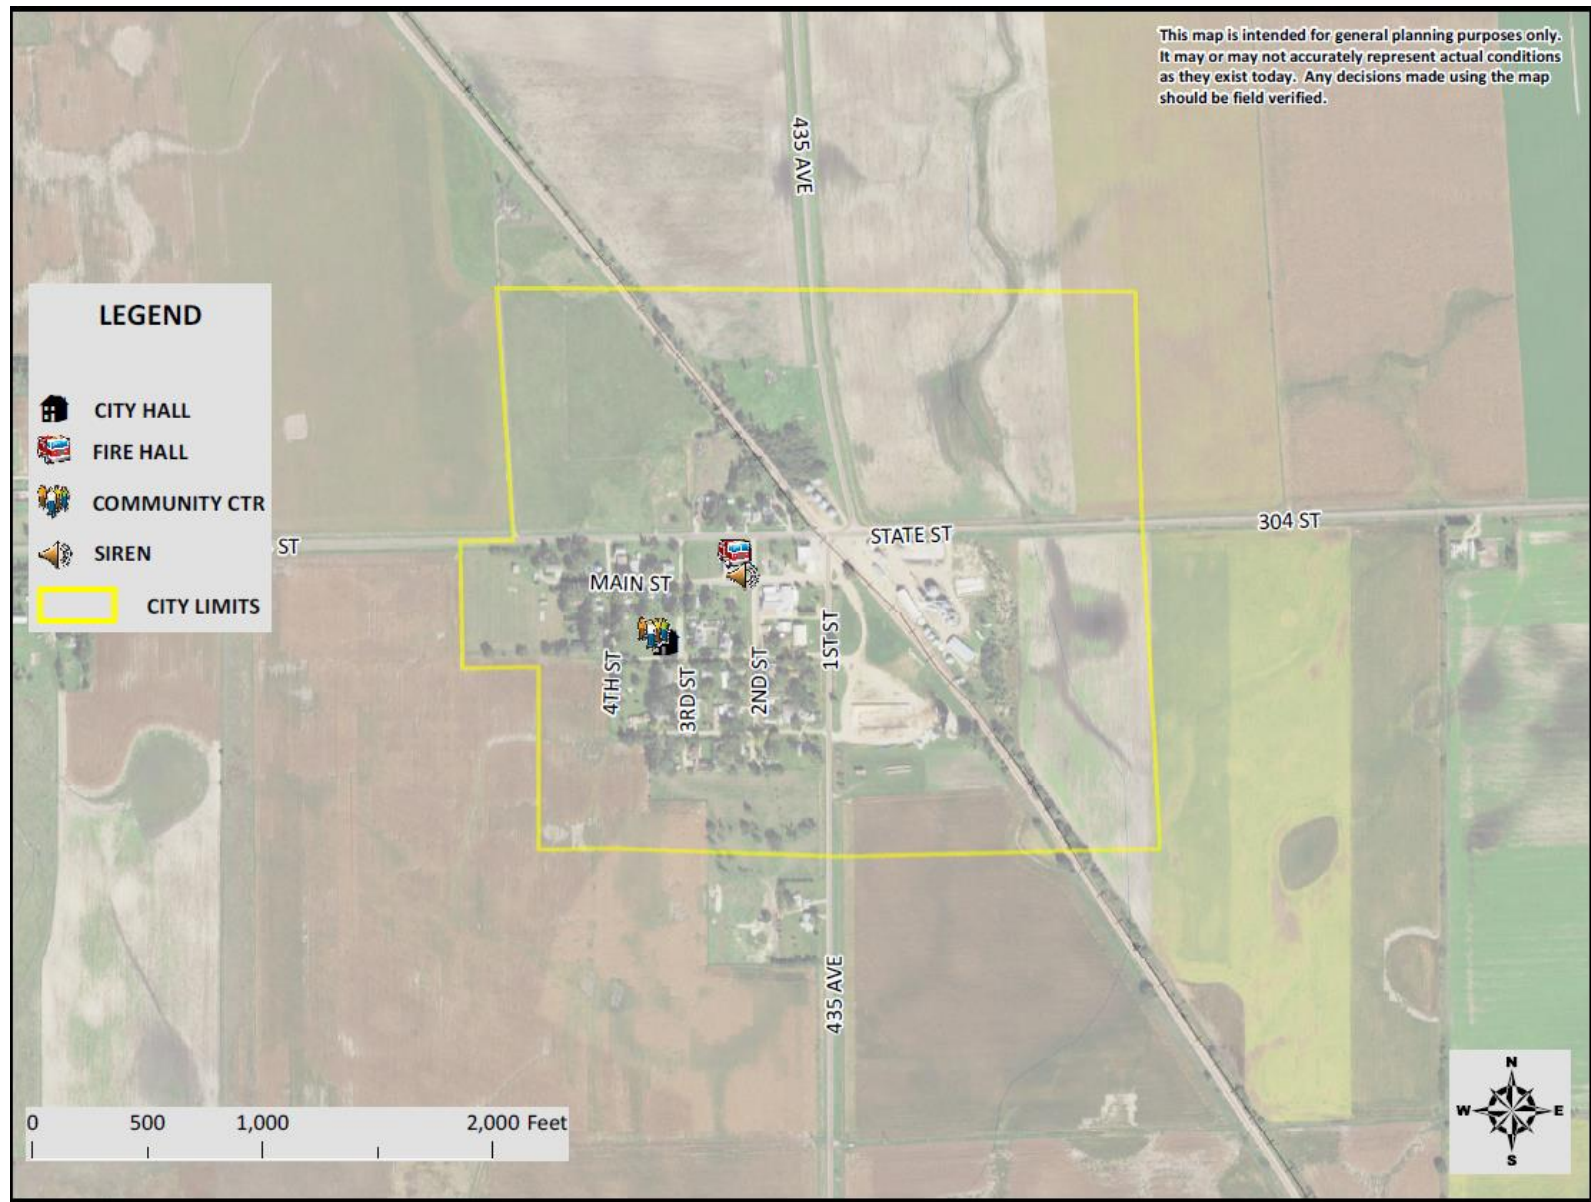 This map is intended for general planning purposes only.
It may or may not accurately represent actual conditions
as they exist today. Any decisions made using the map
should be field verified.
435 AVE
LEGEND
CITY HALL
FIRE HALL
COMMUNITY CTR
SIREN
CITY LIMITS
304 ST
STATE ST
ST
MAIN ST
1ST ST
2ND ST
3RD ST
4TH ST
435 AVE
0 500 1,000 2,000 Feet
N
W E
S